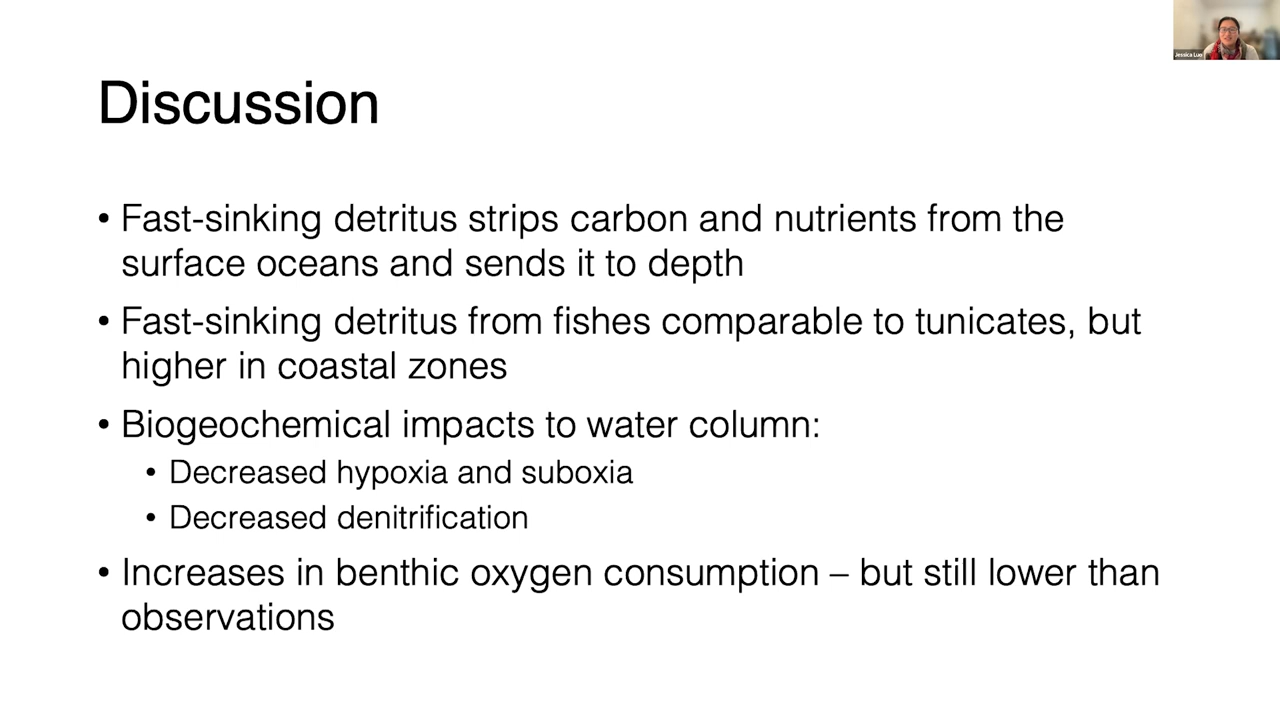 Jessica Luo
Discussion
• Fast-sinking detritus strips carbon and nutrients from the
surface oceans and sends it to depth
• Fast-sinking detritus from fishes comparable to tunicates, but
higher in coastal zones
• Biogeochemical impacts to water column:
• Decreased hypoxia and suboxia
• Decreased denitrification
• Increases in benthic oxygen consumption – but still lower than
observations